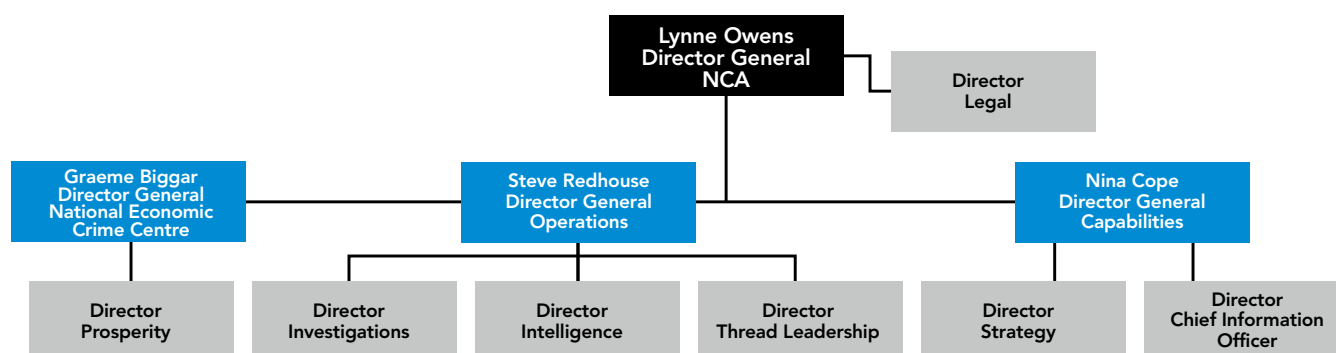 Lynne Owens
Director General
NCA
Director
Legal
Graeme Biggar
Director General
National Economic
Crime Centre
Steve Redhouse
Director General
Operations
Nina Cope
Director General
Capabilities
Director
Prosperity
Director
Investigations
Director
Intelligence
Director
Thread Leadership
Director
Strategy
Director
Chief Information
Officer